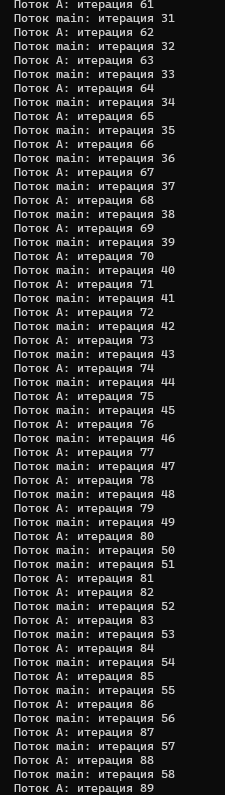 Поток A: итерация 61
Поток main: итерация 31
Поток A: итерация 62
Поток main: итерация 32
Поток A: итерация 63
Поток main: итерация 33
Поток A: итерация 64
Поток main: итерация 34
Поток A: итерация 65
Поток main: итерация 35
Поток A: итерация 66
Поток main: итерация 36
Поток A: итерация 67
Поток main: итерация 37
Поток A: итерация 68
Поток main: итерация 38
Поток A: итерация 69
Поток main: итерация 39
Поток A: итерация 70
Поток main: итерация 40
Поток A: итерация 71
Поток main: итерация 41
Поток A: итерация 72
Поток main: итерация 42
Поток A: итерация 73
Поток main: итерация 43
Поток A: итерация 74
Поток main: итерация 44
Поток A: итерация 75
Поток main: итерация 45
Поток A: итерация 76
Поток main: итерация 46
Поток A: итерация 77
Поток main: итерация 47
Поток A: итерация 78
Поток main: итерация 48
Поток A: итерация 79
Поток main: итерация 49
Поток A: итерация 80
Поток main: итерация 50
Поток main: итерация 51
Поток A: итерация 81
Поток A: итерация 82
Поток main: итерация 52
Поток A: итерация 83
Поток main: итерация 53
Поток A: итерация 84
Поток main: итерация 54
Поток A: итерация 85
Поток main: итерация 55
Поток A: итерация 86
Поток main: итерация 56
Поток A: итерация 87
Поток main: итерация 57
Поток A: итерация 88
Поток main: итерация 58
Поток A: итерация 89